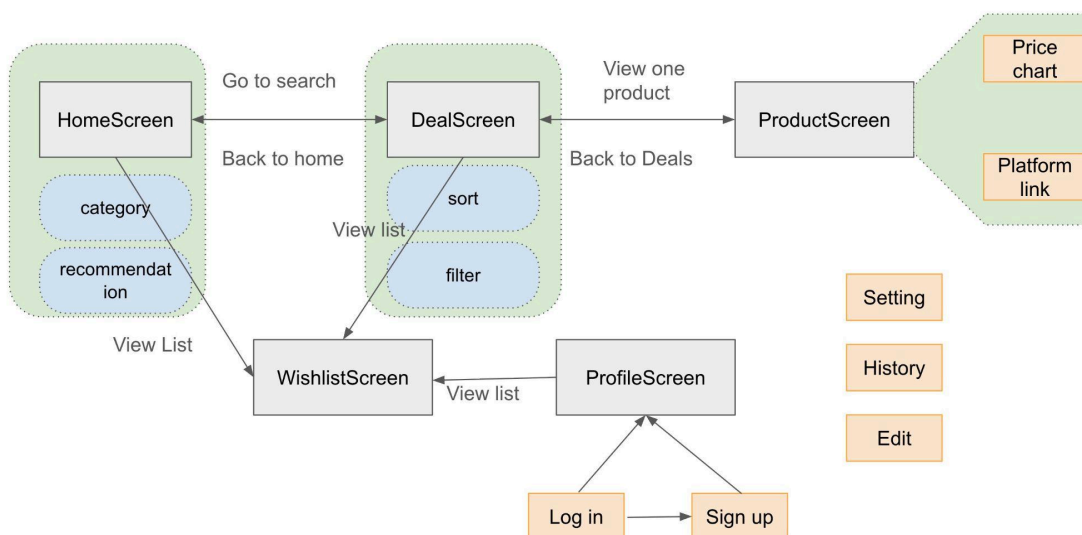 Price
chart
View one
product
Go to search
HomeScreen
DealScreen
ProductScreen
Back to home
Back to Deals
Platform
link
category
sort
View list
recommendat
ion
filter
Setting
View List
WishlistScreen
View list
ProfileScreen
History
Edit
Log in
Sign up